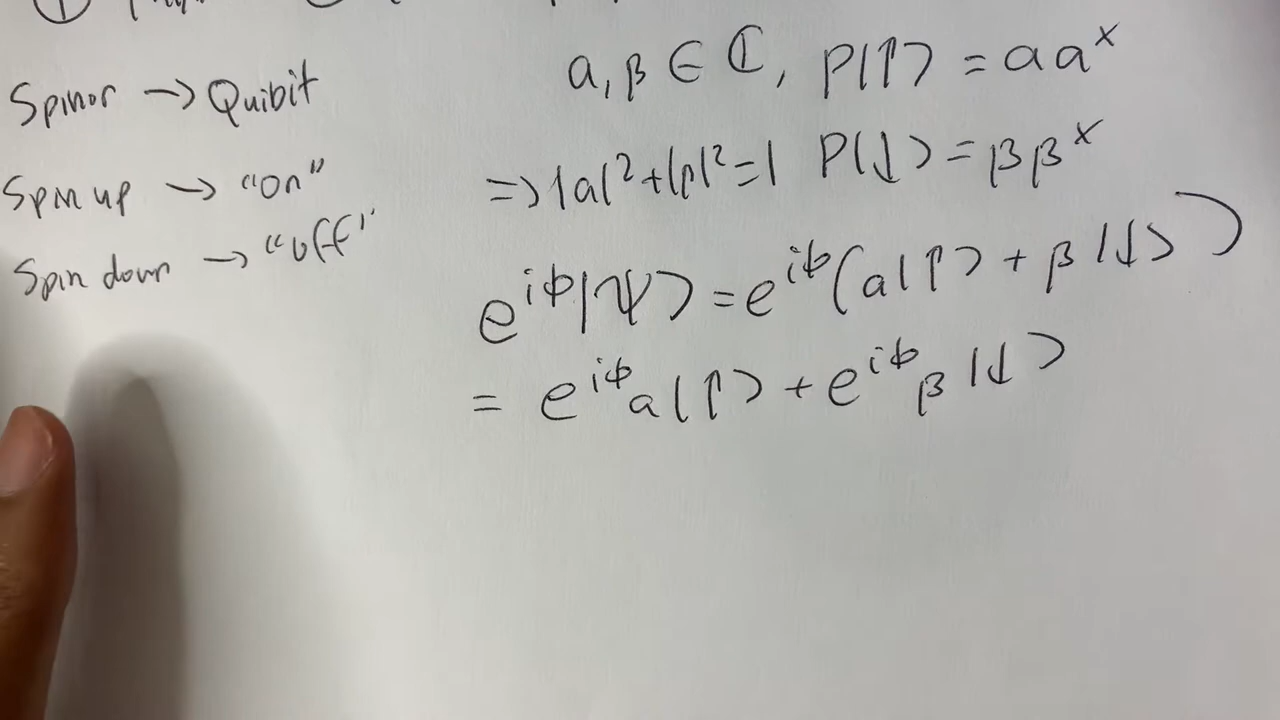 Spinor → Quibit
Spin up → "on"
Spin down → "off"
a, β ∈ ℂ, P(↑) = aa^x
=> |a|²+|β|²=1 P(↓) = ββ^x
e^{iϕ}|ψ> = e^{iϕ}(a|↑> + β|↓>)
= e^{iϕ}a|↑> + e^{iϕ}β|↓>